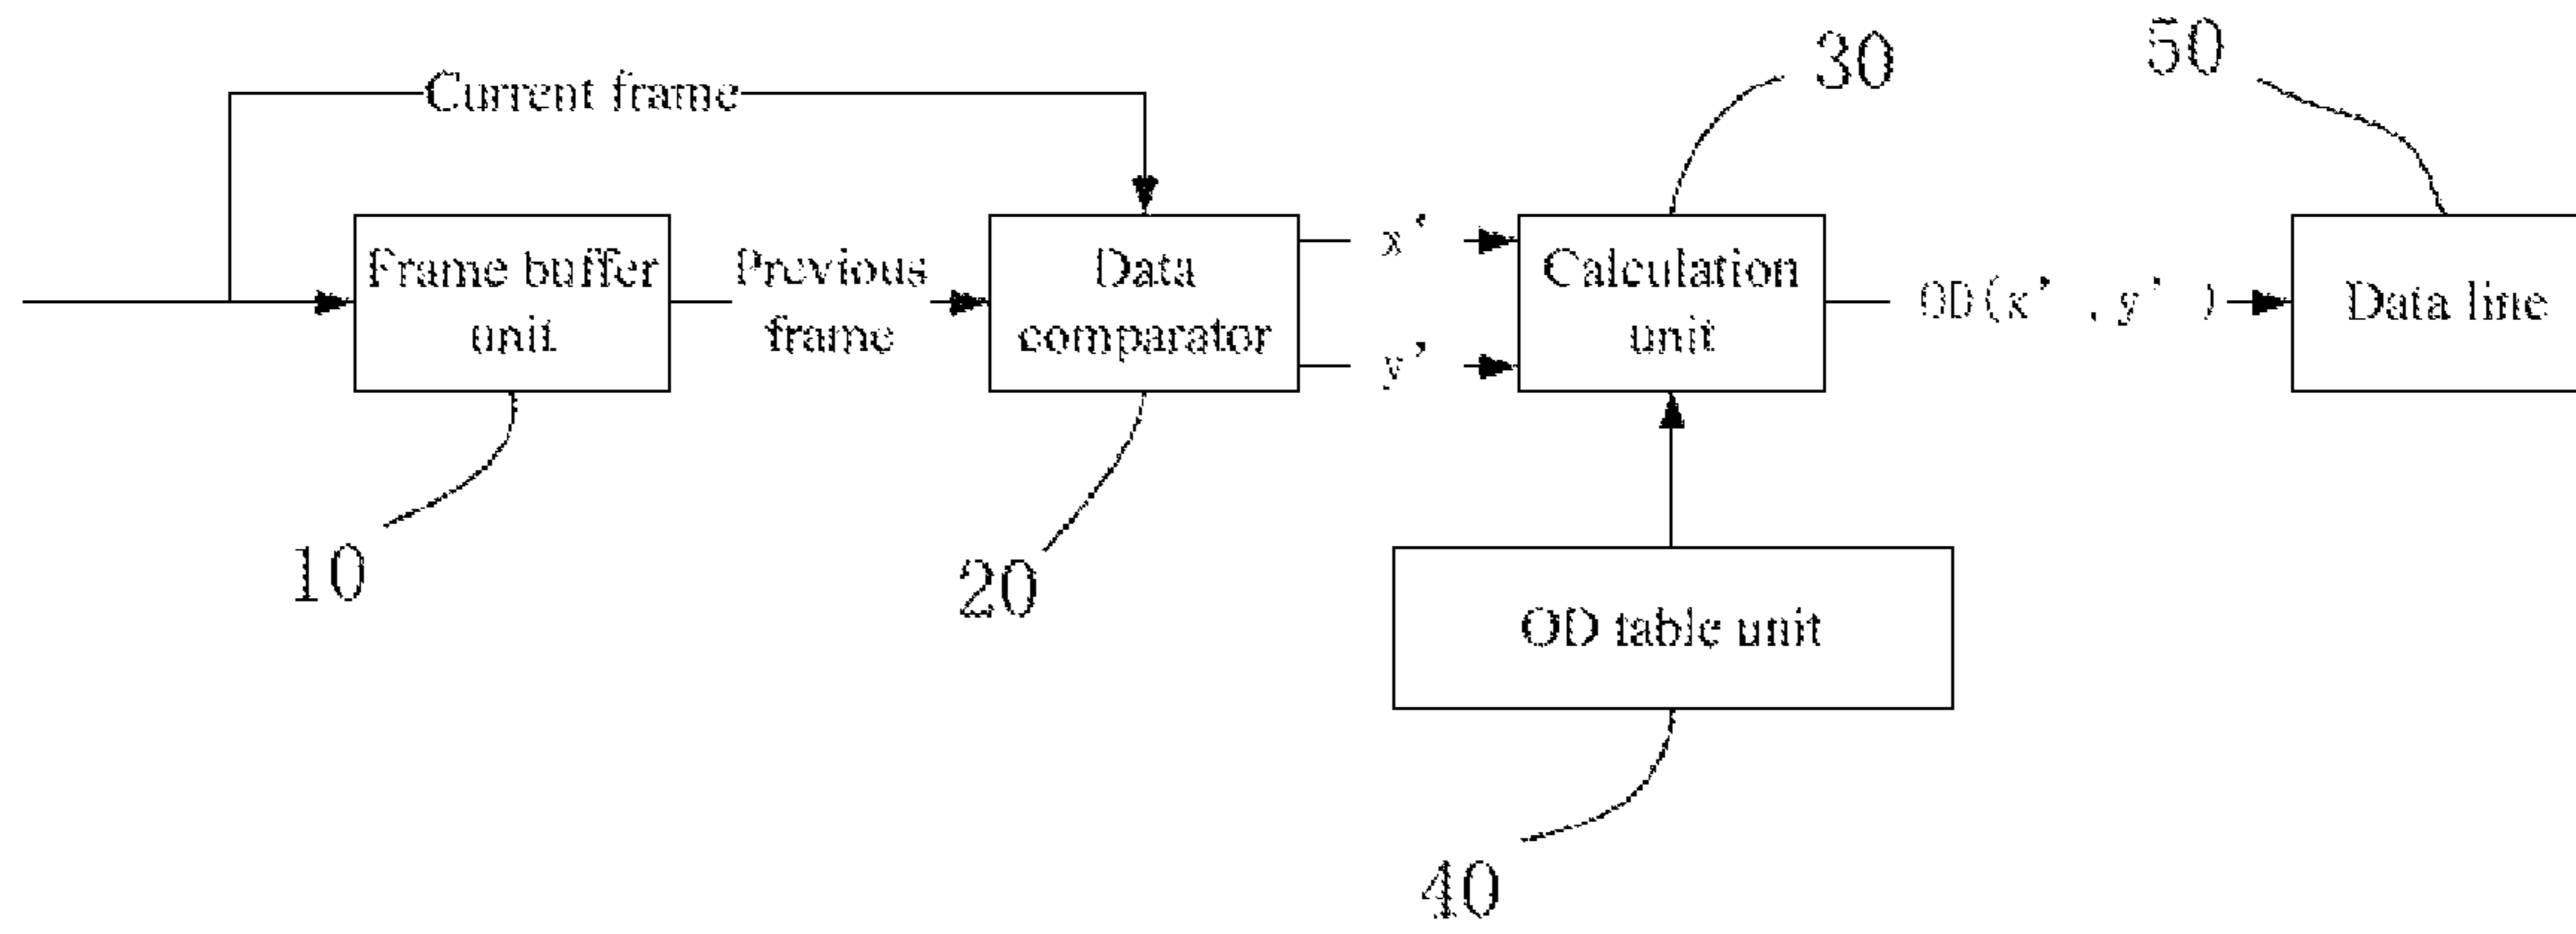 50
30
Current frame
Frame buffer
unit
Previous
frame
Data
comparator
x'
y'
Calculation
unit
OD(x' , y' )
Data line
10
20
OD table unit
40